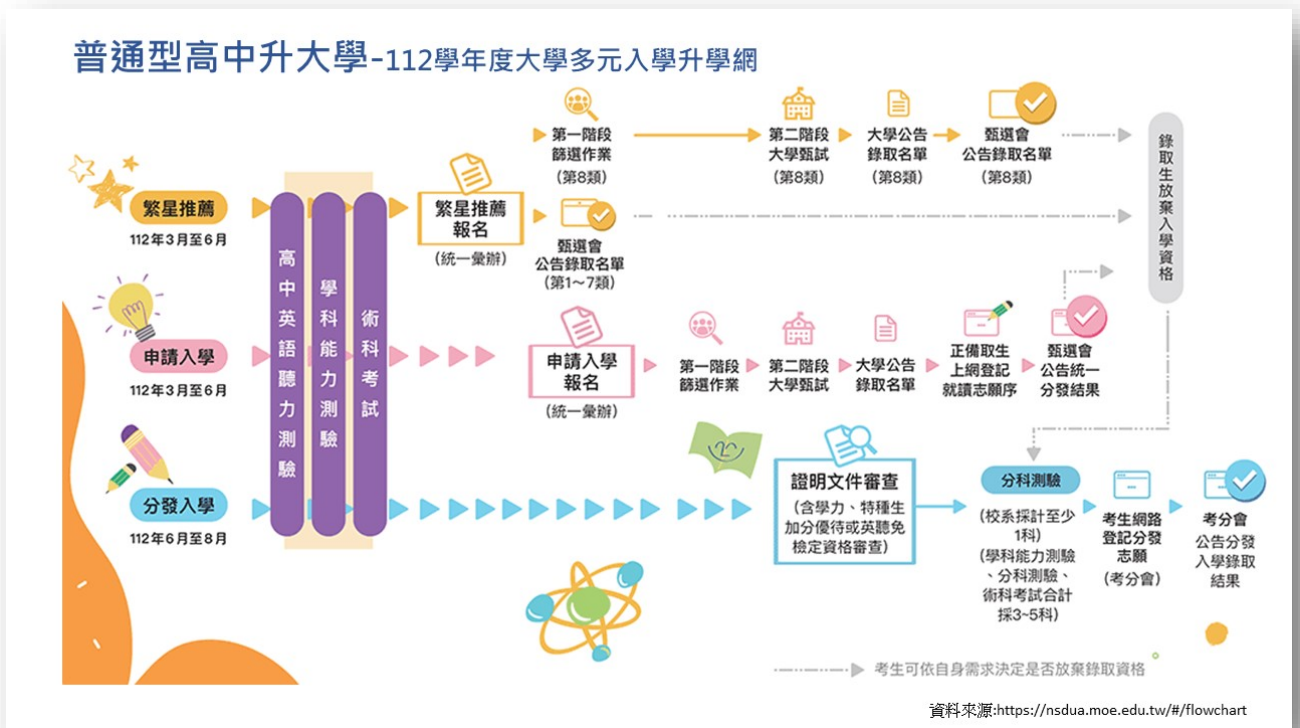 普通型高中升大學-112學年度大學多元入學升學網
繁星推薦
112年3月至6月
申請入學
112年3月至6月
分發入學
112年6月至8月
高中英語聽力測驗
學科能力測驗
術科考試
繁星推薦
報名
(統一彙辦)
第一階段
篩選作業
(第8類)
第二階段
大學甄試
(第8類)
大學公告
錄取名單
(第8類)
甄選會
公告錄取名單
(第8類)
甄選會
公告錄取名單
(第1~7類)
錄取生放棄入學資格
申請入學
報名
(統一彙辦)
第一階段
篩選作業
第二階段
大學甄試
大學公告
錄取名單
正備取生
上網登記
就讀志願序
甄選會
公告統一
分發結果
證明文件審查
(含學力、特種生
加分優待或英聽免
檢定資格審查)
分科測驗
(校系採計至少
1科)
(學科能力測驗
、分科測驗、
術科考試合計
採3~5科)
考生網路
登記分發
志願
(考分會)
考分會
公告分發
入學錄取
結果
考生可依自身需求決定是否放棄錄取資格
資料來源:https://nsdua.moe.edu.tw/#/flowchart